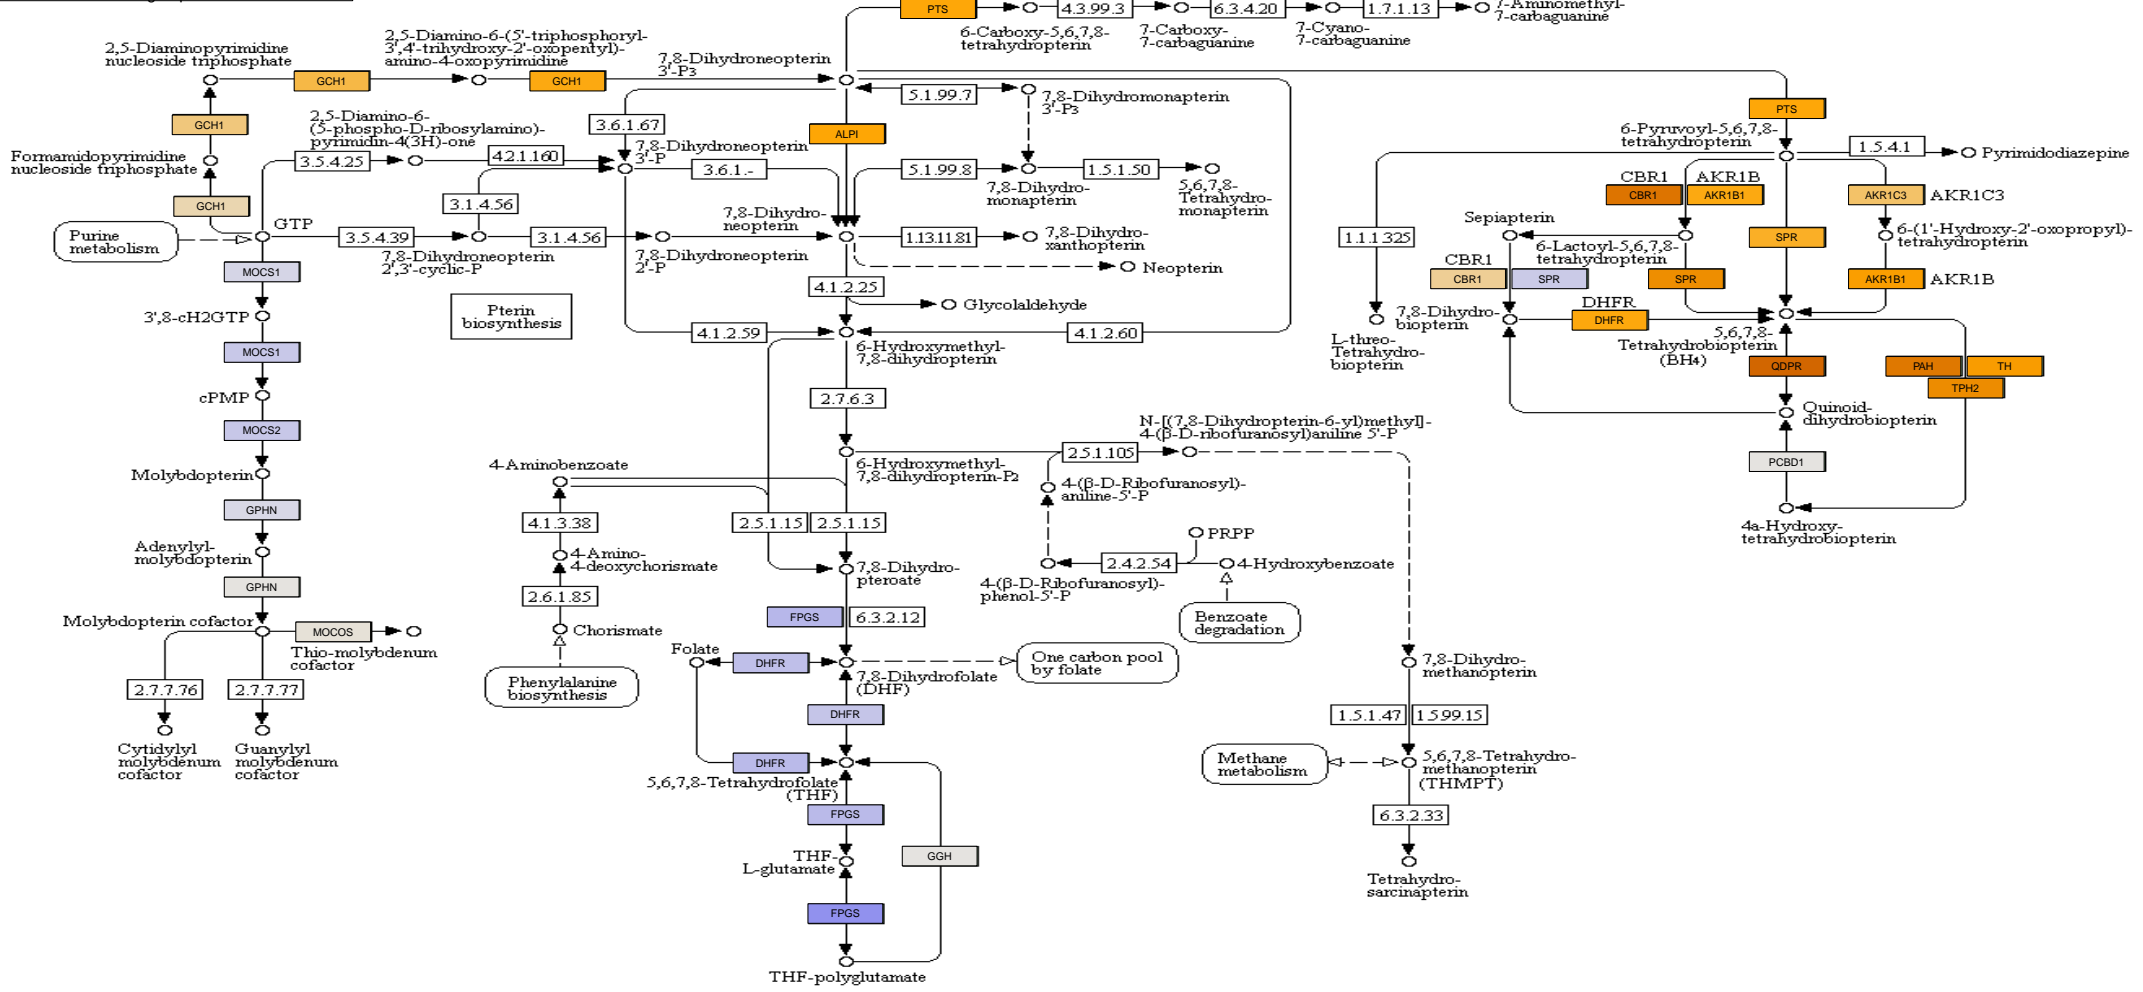 PTS
4.3.99.3
6.3.4.20
1.7.1.13
7-Aminomethyl-
7-carbaguanine
6-Carboxy-5,6,7,8-
tetrahydropterin
7-Carboxy-
7-carbaguanine
7-Cyano-
7-carbaguanine
2,5-Diaminopyrimidine
nucleoside triphosphate
2,5-Diamino-6-(5'-triphosphoryl-
3',4'-trihydroxy-2'-oxopentyl)-
amino-4-oxopyrimidine
7,8-Dihydroneopterin
3'-P3
GCH1
GCH1
GCH1
GCH1
Formamidopyrimidine
nucleoside triphosphate
2,5-Diamino-6-
(5-phospho-D-ribosylamino)-
pyrimidin-4(3H)-one
3.5.4.25
4.2.1.160
3.6.1.67
7,8-Dihydroneopterin
3'-P
ALPI
5.1.99.7
7,8-Dihydromonapterin
3'-P3
3.6.1.-
5.1.99.8
1.5.1.50
7,8-Dihydro-
monapterin
5,6,7,8-
Tetrahydro-
monapterin
Purine
metabolism
GTP
3.5.4.39
3.1.4.56
3.1.4.56
7,8-Dihydroneopterin
2',3'-cyclic-P
7,8-Dihydroneopterin
2'-P
7,8-Dihydro-
neopterin
1.13.11.81
7,8-Dihydro-
xanthopterin
Neopterin
4.1.2.25
Glycolaldehyde
Pterin
biosynthesis
4.1.2.59
4.1.2.60
6-Hydroxymethyl-
7,8-dihydropterin
MOCS1
3',8-cH2GTP
MOCS1
cPMP
MOCS2
Molybdopterin
GPHN
Adenylyl-
molybdopterin
GPHN
Molybdopterin cofactor
MOCOS
Thio-molybdenum
cofactor
2.7.7.76
2.7.7.77
Cytidylyl
molybdenum
cofactor
Guanylyl
molybdenum
cofactor
2.7.6.3
6-Hydroxymethyl-
7,8-dihydropterin-P2
4-Aminobenzoate
4.1.3.38
4-Amino-
4-deoxychorismate
2.6.1.85
Chorismate
Phenylalanine
biosynthesis
2.5.1.15
2.5.1.15
7,8-Dihydro-
pteroate
FPGS
6.3.2.12
Folate
DHFR
7,8-Dihydrofolate
(DHF)
One carbon pool
by folate
DHFR
DHFR
5,6,7,8-Tetrahydrofolate
(THF)
FPGS
THF-
L-glutamate
GGH
FPGS
THF-polyglutamate
N-[(7,8-Dihydropterin-6-yl)methyl]-
4-(β-D-ribofuranosyl)aniline 5'-P
2.5.1.105
4-(β-D-Ribofuranosyl)-
aniline-5'-P
PRPP
2.4.2.54
4-Hydroxybenzoate
4-(β-D-Ribofuranosyl)-
phenol-5'-P
Benzoate
degradation
7,8-Dihydro-
methanopterin
1.5.1.47
1.5.99.15
Methane
metabolism
5,6,7,8-Tetrahydro-
methanopterin
(THMPT)
6.3.2.33
Tetrahydro-
sarcinapterin
PTS
6-Pyruvoyl-5,6,7,8-
tetrahydropterin
1.5.4.1
Pyrimidodiazepine
CBR1
AKR1B
CBR1
AKR1B1
AKR1C3
AKR1C3
Sepiapterin
1.1.1.325
6-Lactoyl-5,6,7,8-
tetrahydropterin
SPR
6-(1'-Hydroxy-2'-oxopropyl)-
tetrahydropterin
CBR1
CBR1
SPR
SPR
AKR1B1
AKR1B
7,8-Dihydro-
biopterin
DHFR
DHFR
5,6,7,8-
Tetrahydrobiopterin
(BH4)
L-threo-
Tetrahydro-
biopterin
QDPR
PAH
TH
TPH2
Quinoid-
dihydrobiopterin
PCBD1
4a-Hydroxy-
tetrahydrobiopterin